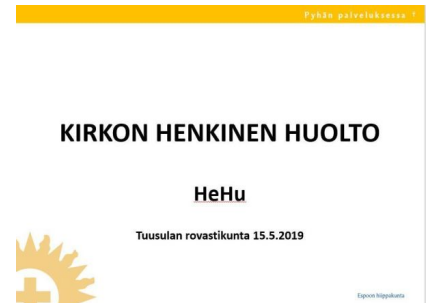 Pyhän palveluksessa
KIRKON HENKINEN HUOLTO
HeHu
Tuusulan rovastikunta 15.5.2019
Espoon hiippakunta